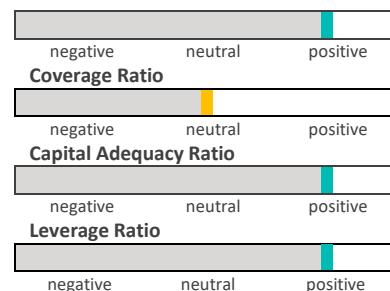 negative neutral positive
Coverage Ratio
negative neutral positive
Capital Adequacy Ratio
negative neutral positive
Leverage Ratio
negative neutral positive